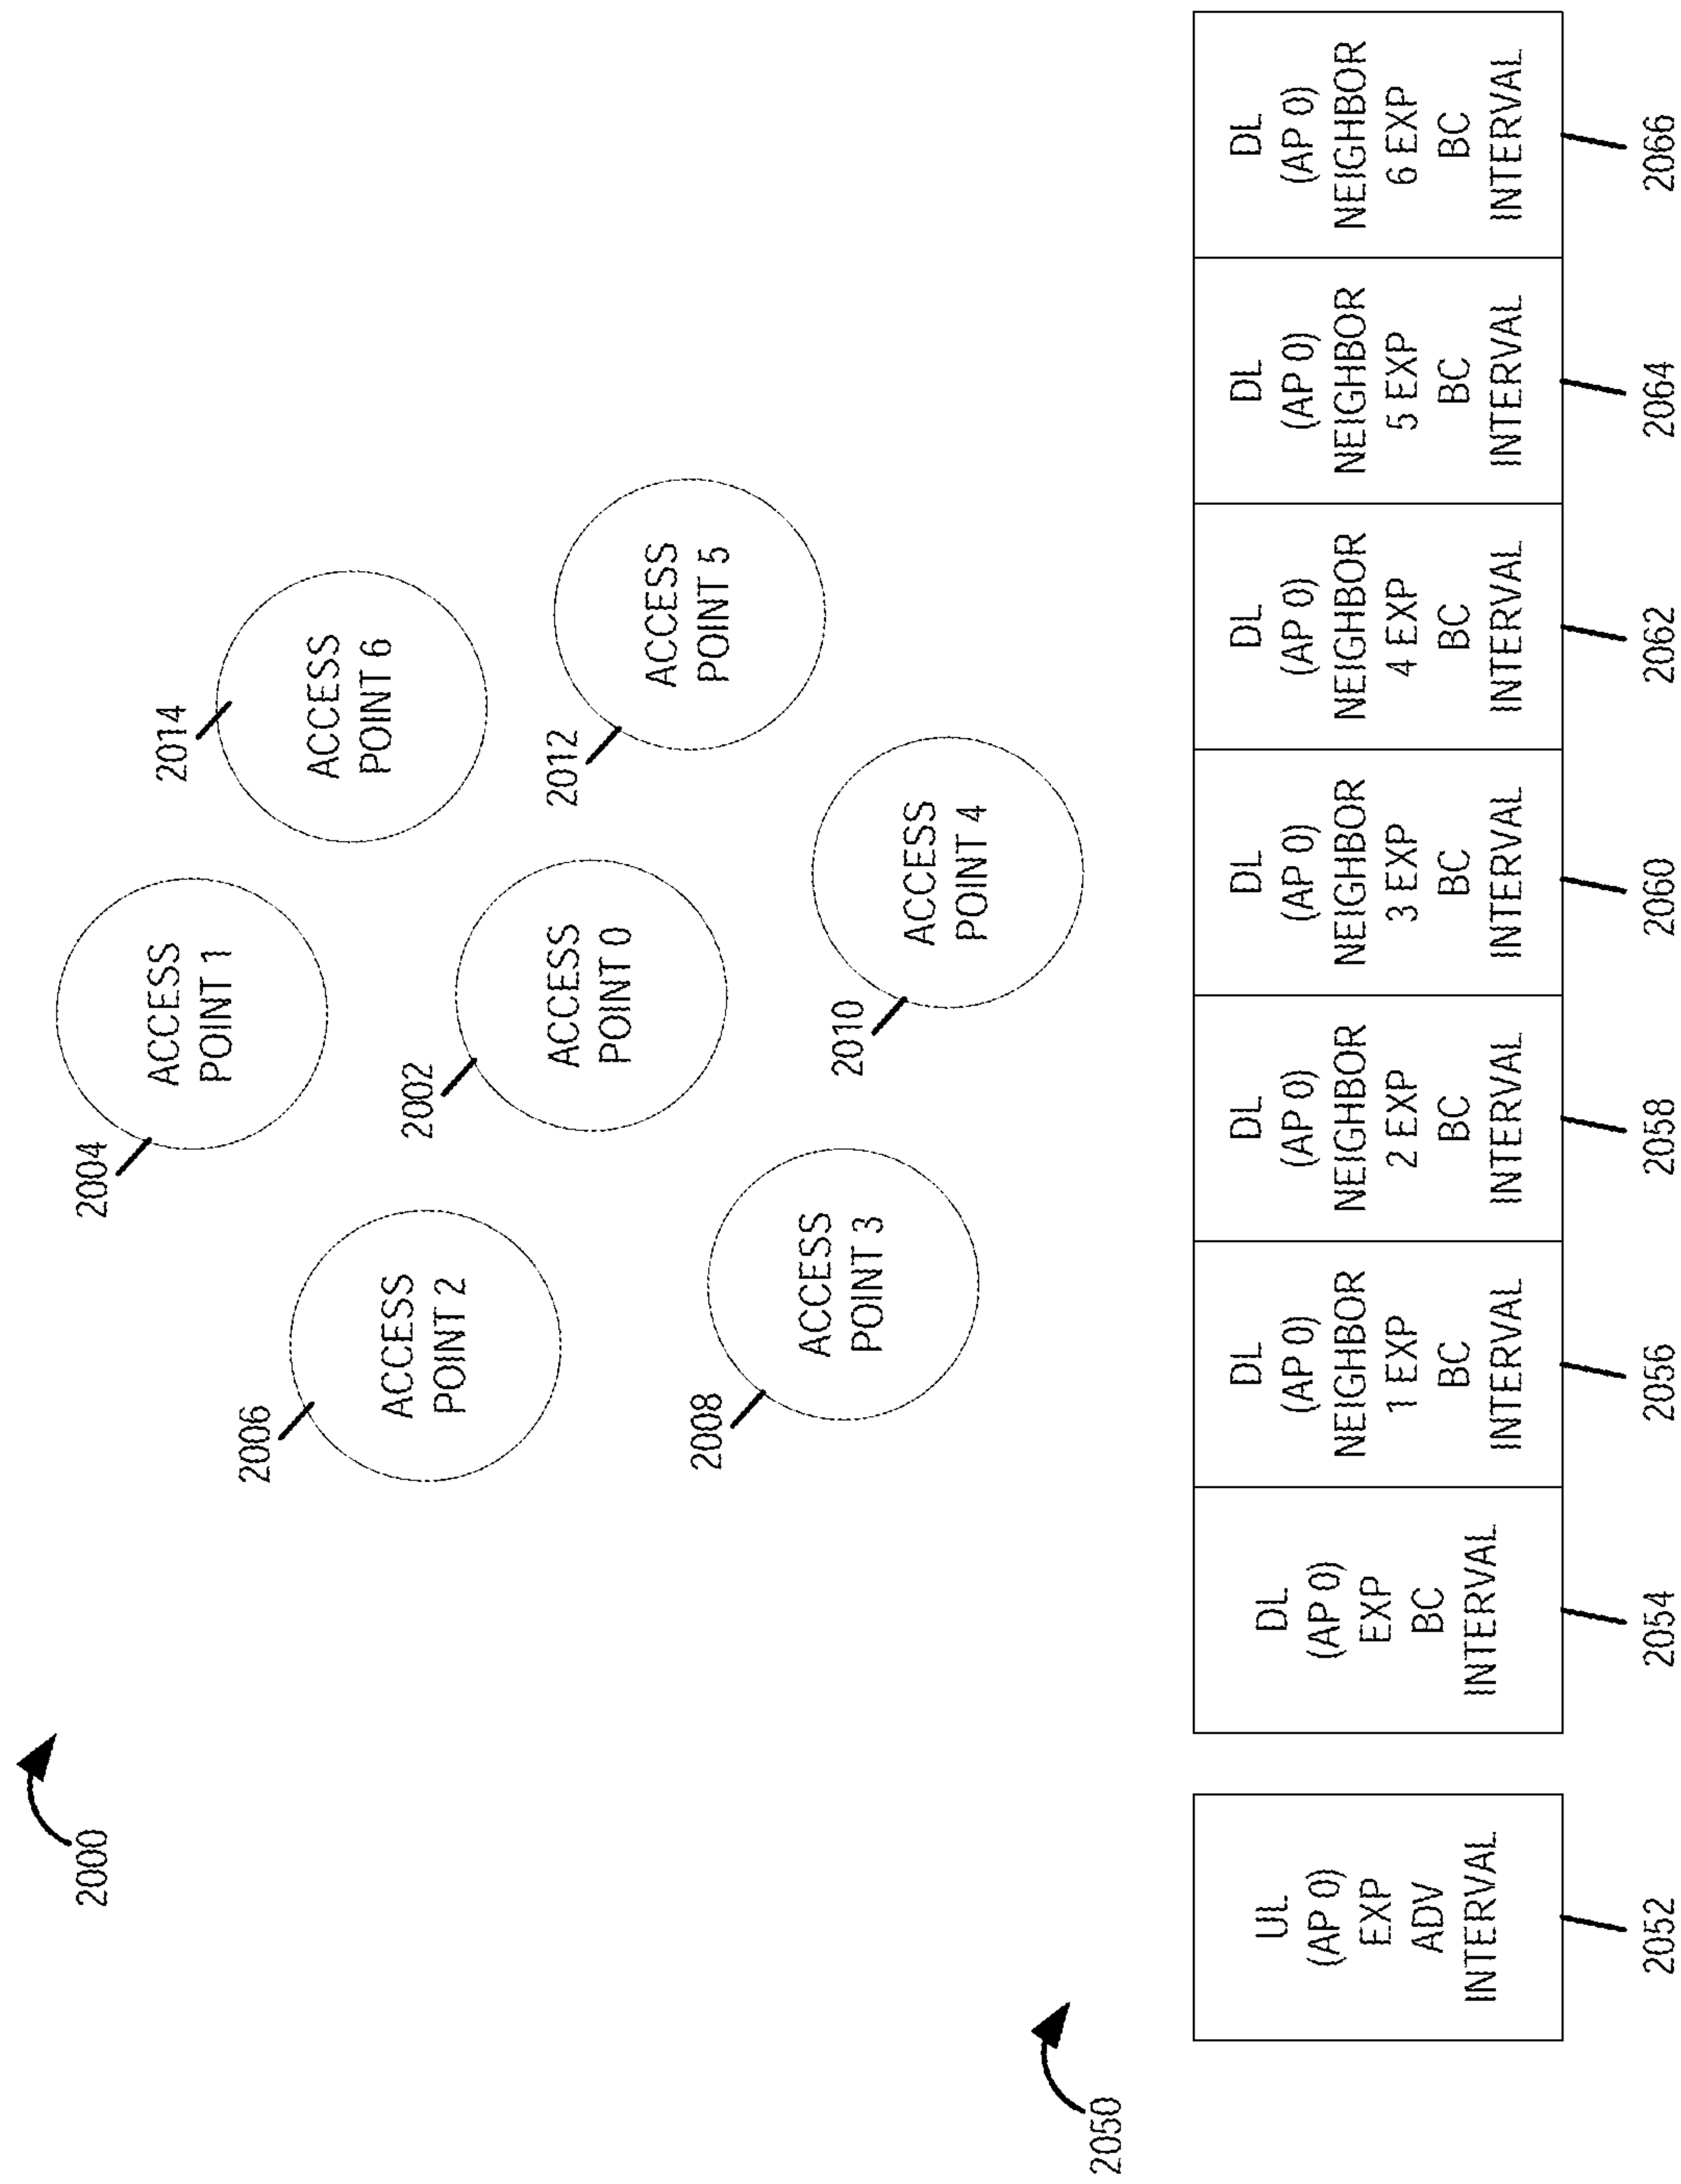 2000
2004
ACCESS
POINT 1
2014
ACCESS
POINT 6
2006
ACCESS
POINT 2
2002
ACCESS
POINT 0
2012
ACCESS
POINT 5
2008
ACCESS
POINT 3
2010
ACCESS
POINT 4
2050
UL
(AP 0)
EXP
ADV
INTERVAL
2052
DL
(AP 0)
EXP
BC
INTERVAL
2054
DL
(AP 0)
NEIGHBOR
1 EXP
BC
INTERVAL
2056
DL
(AP 0)
NEIGHBOR
2 EXP
BC
INTERVAL
2058
DL
(AP 0)
NEIGHBOR
3 EXP
BC
INTERVAL
2060
DL
(AP 0)
NEIGHBOR
4 EXP
BC
INTERVAL
2062
DL
(AP 0)
NEIGHBOR
5 EXP
BC
INTERVAL
2064
DL
(AP 0)
NEIGHBOR
6 EXP
BC
INTERVAL
2066